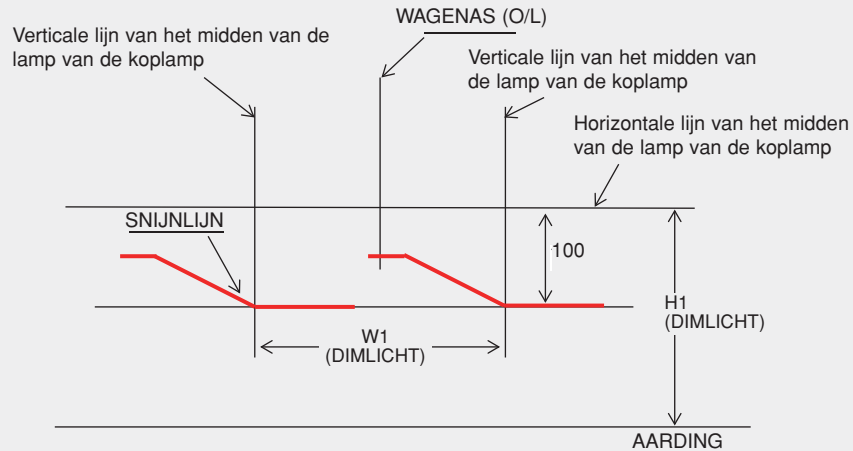 WAGENAS (O/L)
Verticale lijn van het midden van de
lamp van de koplamp
Verticale lijn van het midden van
de lamp van de koplamp
Horizontale lijn van het midden
van de lamp van de koplamp
SNIJNLIJN
100
H1
(DIMLICHT)
W1
(DIMLICHT)
AARDING